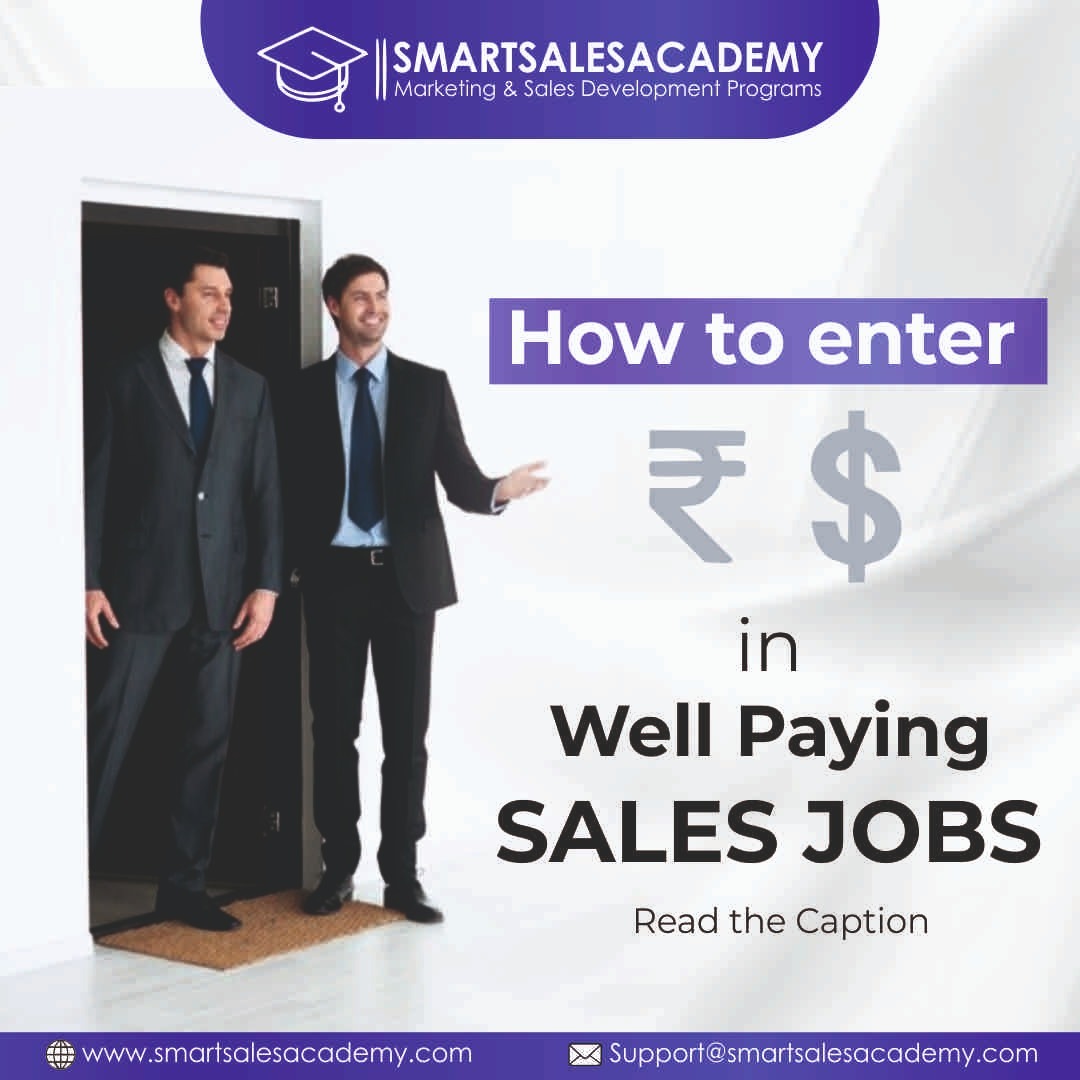 SMARTSALESACADEMY
Marketing & Sales Development Programs
How to enter
₹ $
in
Well Paying
SALES JOBS
Read the Caption
www.smartsalesacademy.com
Support@smartsalesacademy.com